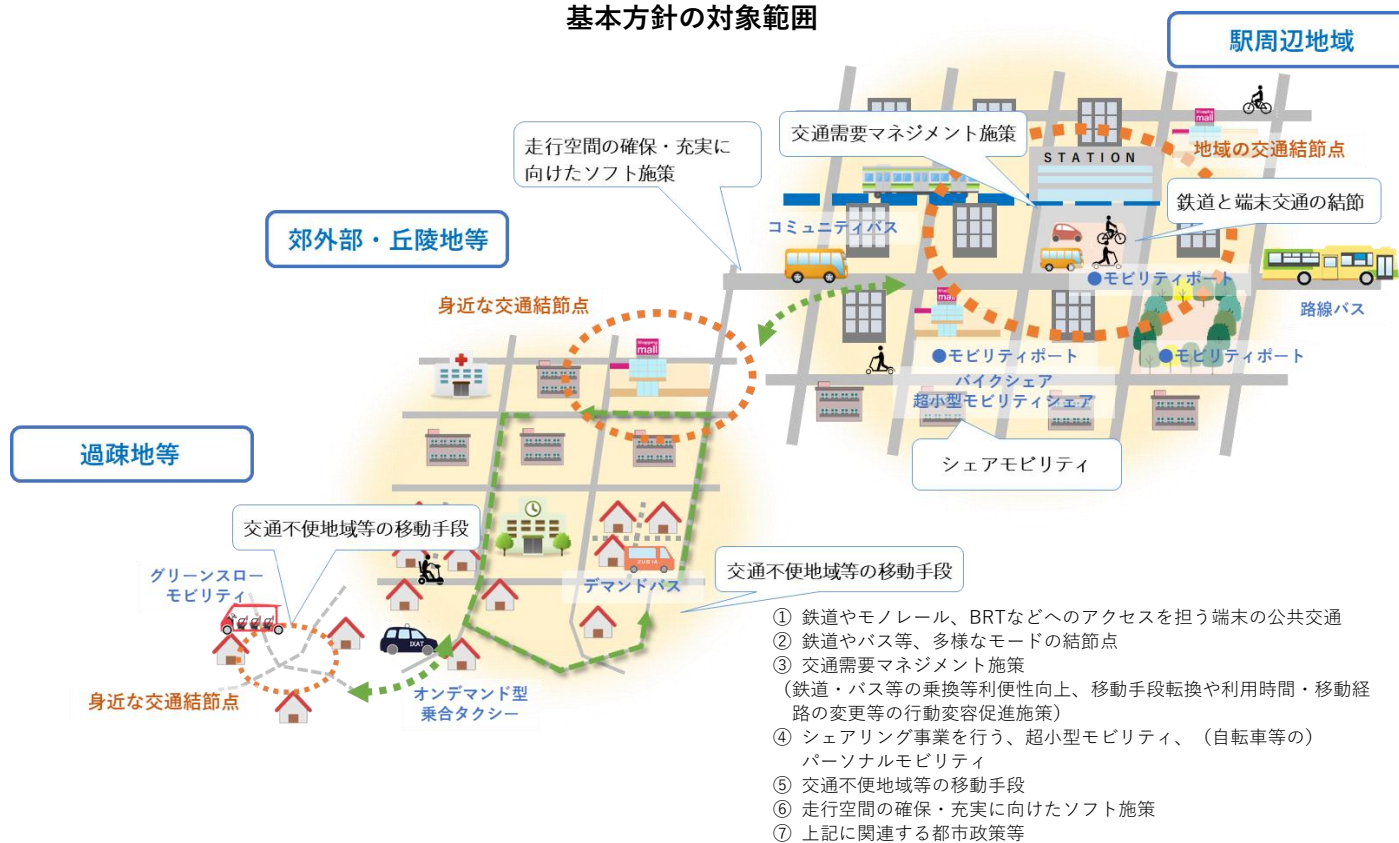 基本方針の対象範囲
駅周辺地域
Shopping
mall
交通需要マネジメント施策
STATION
地域の交通結節点
走行空間の確保・充実に
向けたソフト施策
鉄道と端末交通の結節
コミュニティバス
郊外部・丘陵地等
●モビリティポート
路線バス
身近な交通結節点
mall
Shopping
mall
●モビリティポート
●モビリティポート
バイクシェア
超小型モビリティシェア
シェアモビリティ
過疎地等
交通不便地域等の移動手段
グリーンスロー
モビリティ
デマンドバス
交通不便地域等の移動手段
身近な交通結節点
オンデマンド型
乗合タクシー
① 鉄道やモノレール、BRTなどへのアクセスを担う端末の公共交通
② 鉄道やバス等、多様なモードの結節点
③ 交通需要マネジメント施策
（鉄道・バス等の乗換等利便性向上、移動手段転換や利用時間・移動経
路の変更等の行動変容促進施策）
④ シェアリング事業を行う、超小型モビリティ、（自転車等の）
パーソナルモビリティ
⑤ 交通不便地域等の移動手段
⑥ 走行空間の確保・充実に向けたソフト施策
⑦ 上記に関連する都市政策等